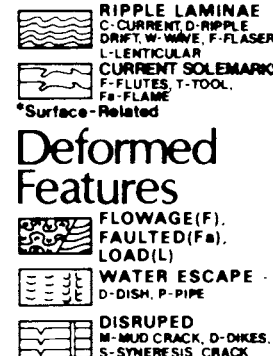 RIPPLE LAMINAE
C-CURRENT, D-RIPPLE
DRIFT, W-WAVE, F-FLASER
L-LENTICULAR
CURRENT SOLEMARKS
F-FLUTES, T-TOOL,
Fa-FLAME
*Surface-Related
Deformed
Features
FLOWAGE(F),
FAULTED(Fa),
LOAD(L)
WATER ESCAPE -
D-DISH, P-PIPE
DISRUPED
M-MUD CRACK, D-DIKES,
S-SYNERESIS CRACK